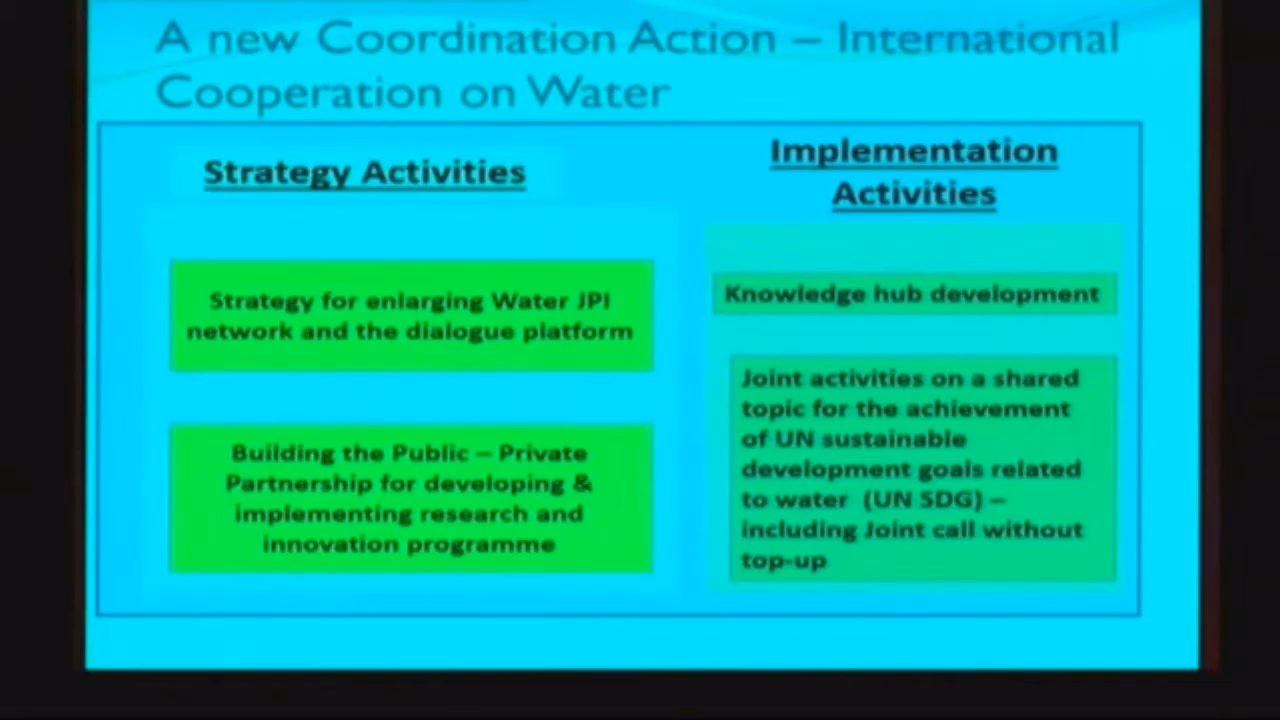 A new Coordination Action – International
Cooperation on Water
Strategy Activities
Strategy for enlarging Water JPI
network and the dialogue platform
Building the Public – Private
Partnership for developing &
implementing research and
innovation programme
Implementation
Activities
Knowledge hub development
Joint activities on a shared
topic for the achievement
of UN sustainable
development goals related
to water (UN SDG) –
including Joint call without
top-up